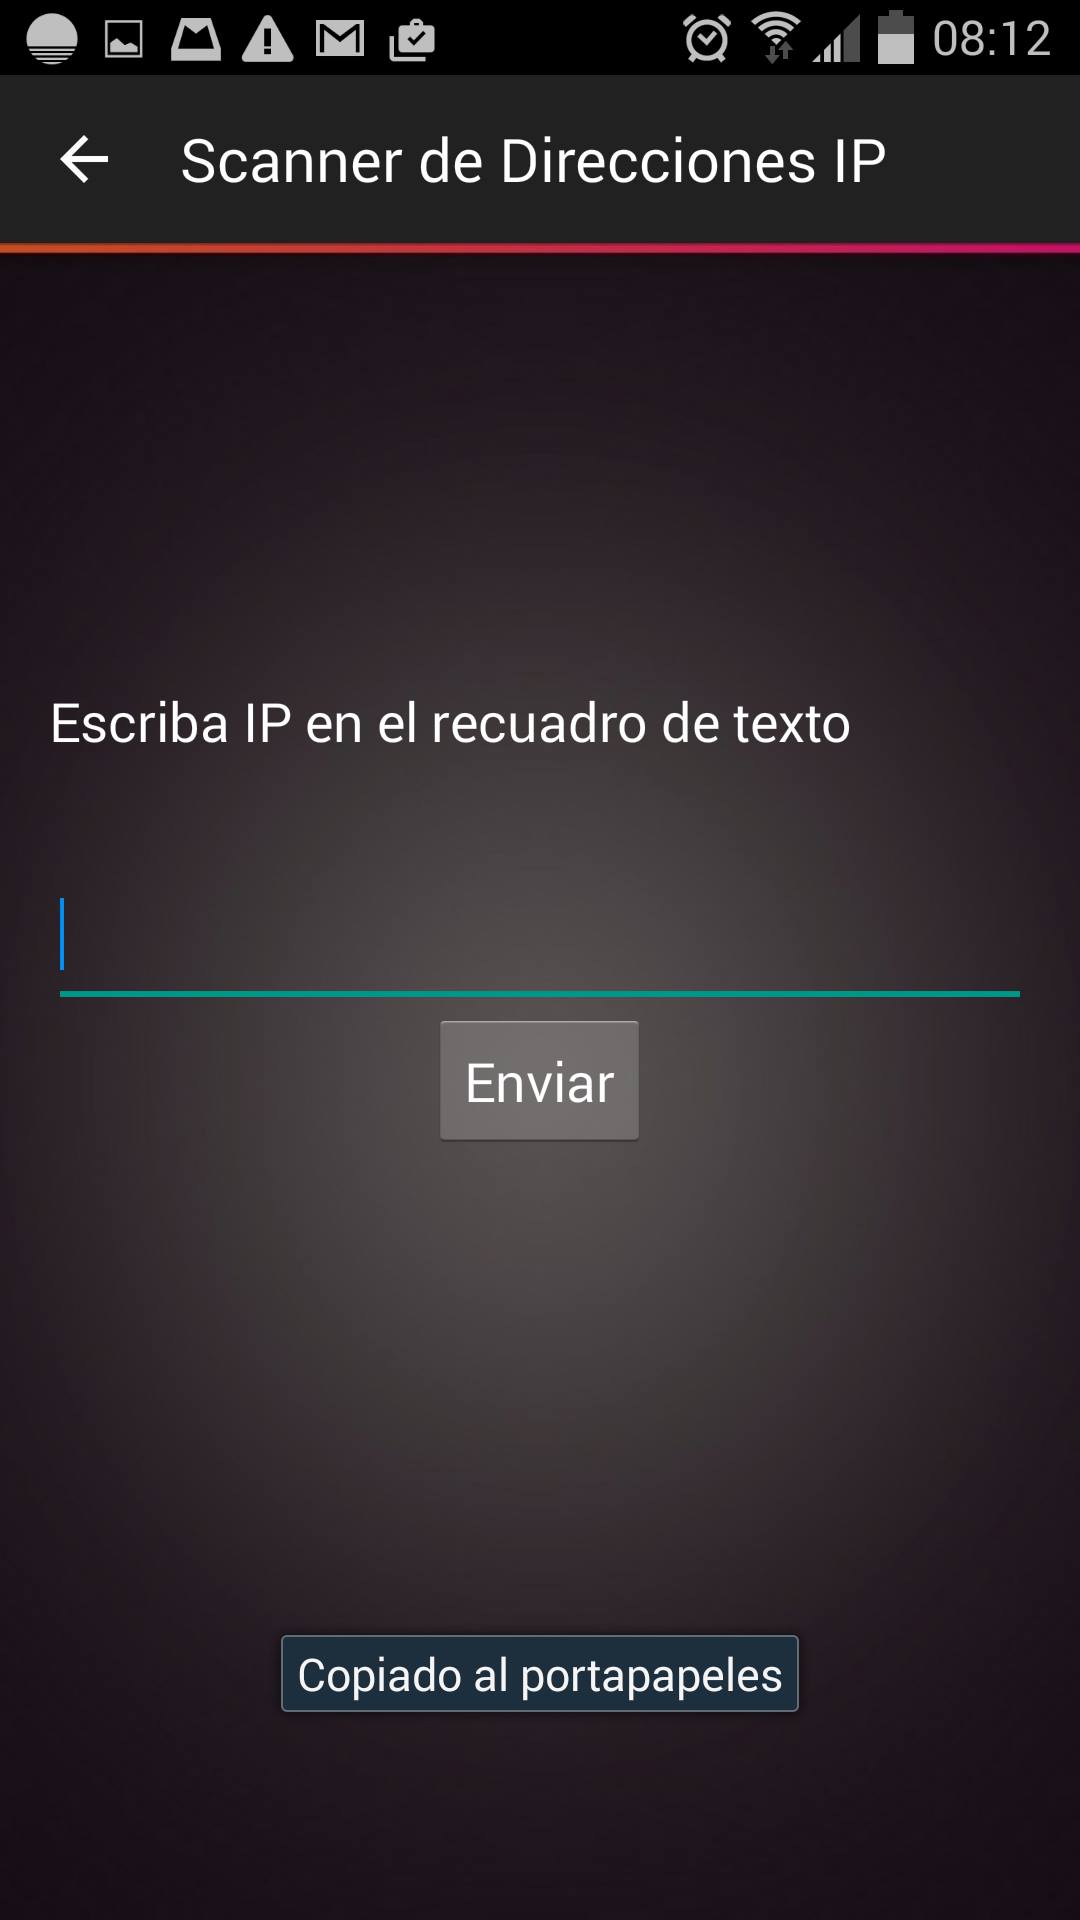 08:12
Scanner de Direcciones IP
Escriba IP en el recuadro de texto
Enviar
Copiado al portapapeles